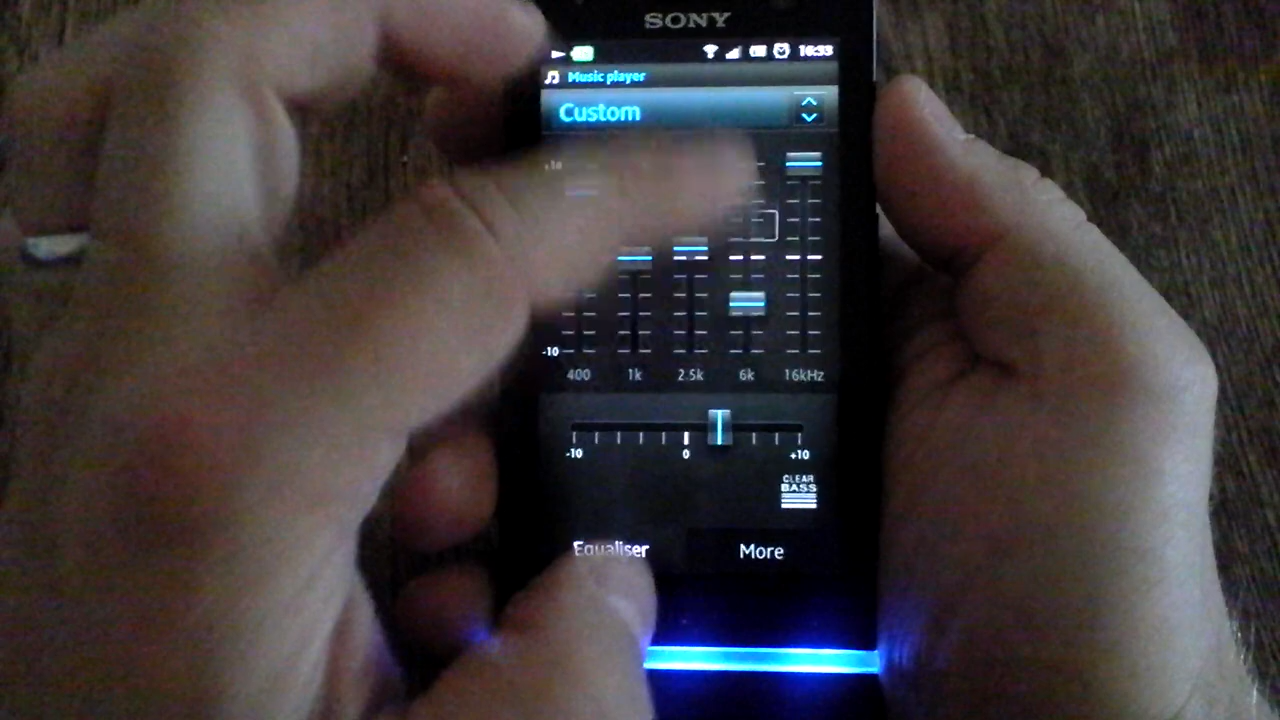 SONY
16:33
Music player
Custom
+10
-10
400 1k 2.5k 6k 16kHz
-10 0 +10
CLEAR
BASS
Equaliser More